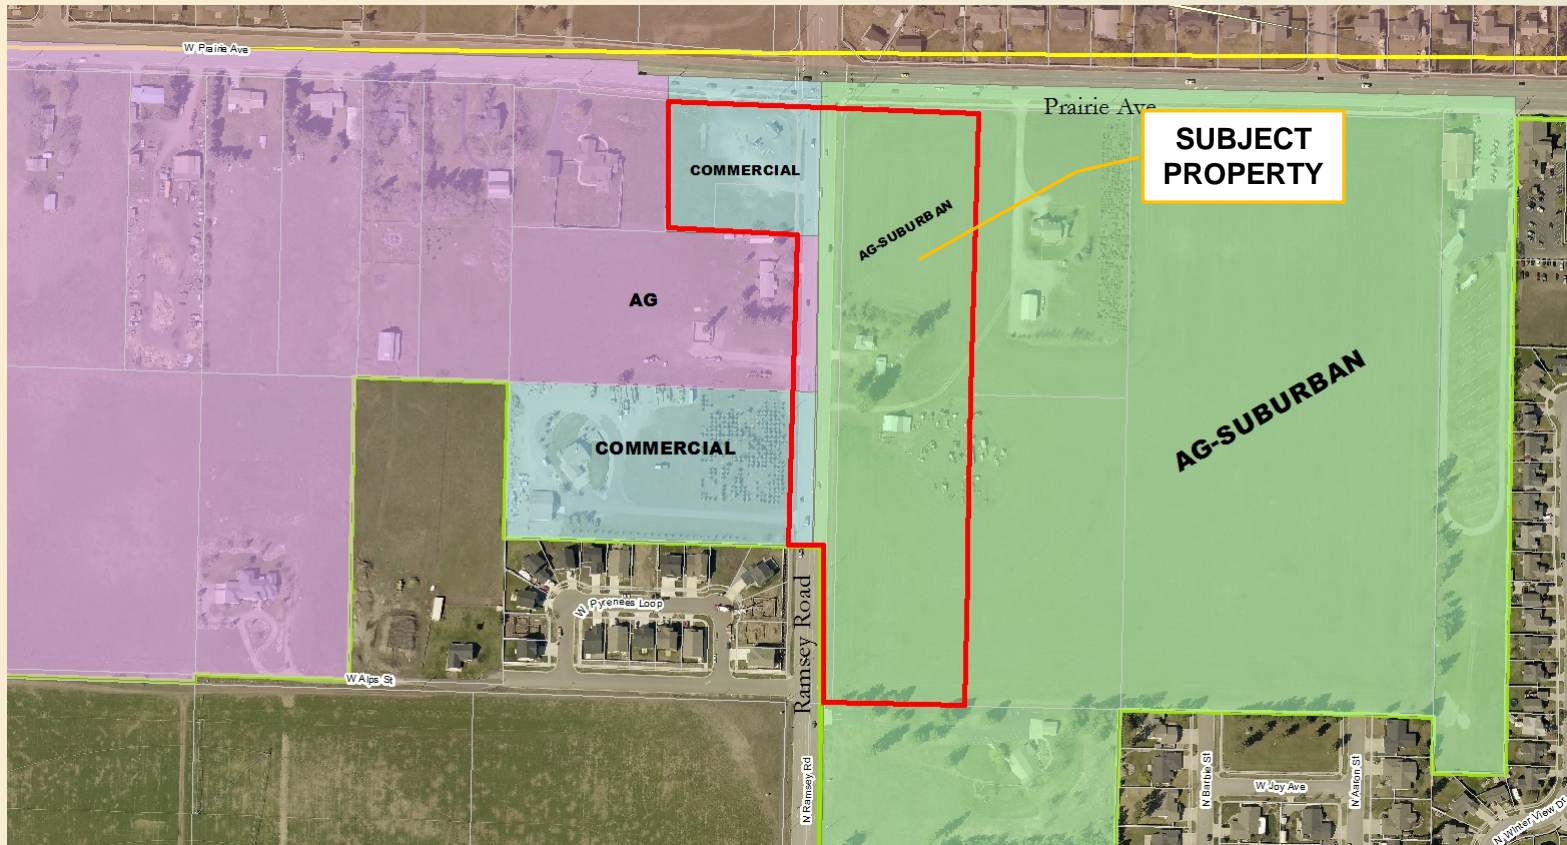 W Prairie Ave
Prairie Ave
SUBJECT
PROPERTY
COMMERCIAL
AG-SUBURBAN
AG
AG-SUBURBAN
COMMERCIAL
W Pyrenees Loop
Ramsey Road
W Alps St
N Ramsey Rd
N Barbie St
W Joy Ave
N Aaton St
N Winter View Dr